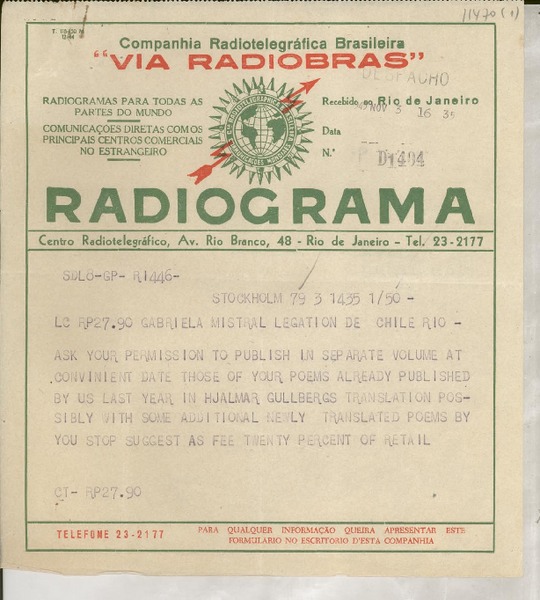 11470 (1)
12-44
Companhia Radiotelegráfica Brasileira
"VIA RADIOBRAS"
DESPACHO
RADIOGRAMAS PARA TODAS AS
PARTES DO MUNDO
COMUNICAÇÕES DIRETAS COM OS
PRINCIPAIS CENTROS COMERCIAIS
NO ESTRANGEIRO
Recebido no Rio de Janeiro
NOV 3 16 35
Data
N.º D1494
RADIOGRAMA
Centro Radiotelegráfico, Av. Rio Branco, 48 - Rio de Janeiro - Tel. 23-2177
SDL8-GP- R1446-
STOCKHOLM 79 3 1435 1/50 -
LC RP27.90 GABRIELA MISTRAL LEGATION DE CHILE RIO -
ASK YOUR PERMISSION TO PUBLISH IN SEPARATE VOLUME AT
CONVINIENT DATE THOSE OF YOUR POEMS ALREADY PUBLISHED
BY US LAST YEAR IN HJALMAR GULLBERGS TRANSLATION POS-
SIBLY WITH SOME ADDITIONAL NEWLY TRANSLATED POEMS BY
YOU STOP SUGGEST AS FEE TWENTY PERCENT OF RETAIL
CT- RP27.90
TELEFONE 23-2177
PARA QUALQUER INFORMAÇÃO QUEIRA APRESENTAR ESTE
FORMULARIO NO ESCRITORIO D'ESTA COMPANHIA